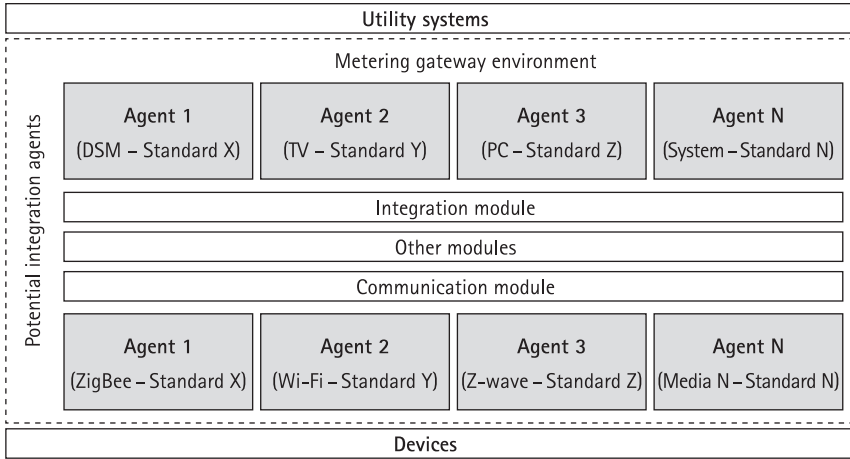 Utility systems
Metering gateway environment
Potential integration agents
Agent 1
(DSM – Standard X)
Agent 2
(TV – Standard Y)
Agent 3
(PC – Standard Z)
Agent N
(System – Standard N)
Integration module
Other modules
Communication module
Agent 1
(ZigBee – Standard X)
Agent 2
(Wi-Fi – Standard Y)
Agent 3
(Z-wave – Standard Z)
Agent N
(Media N – Standard N)
Devices